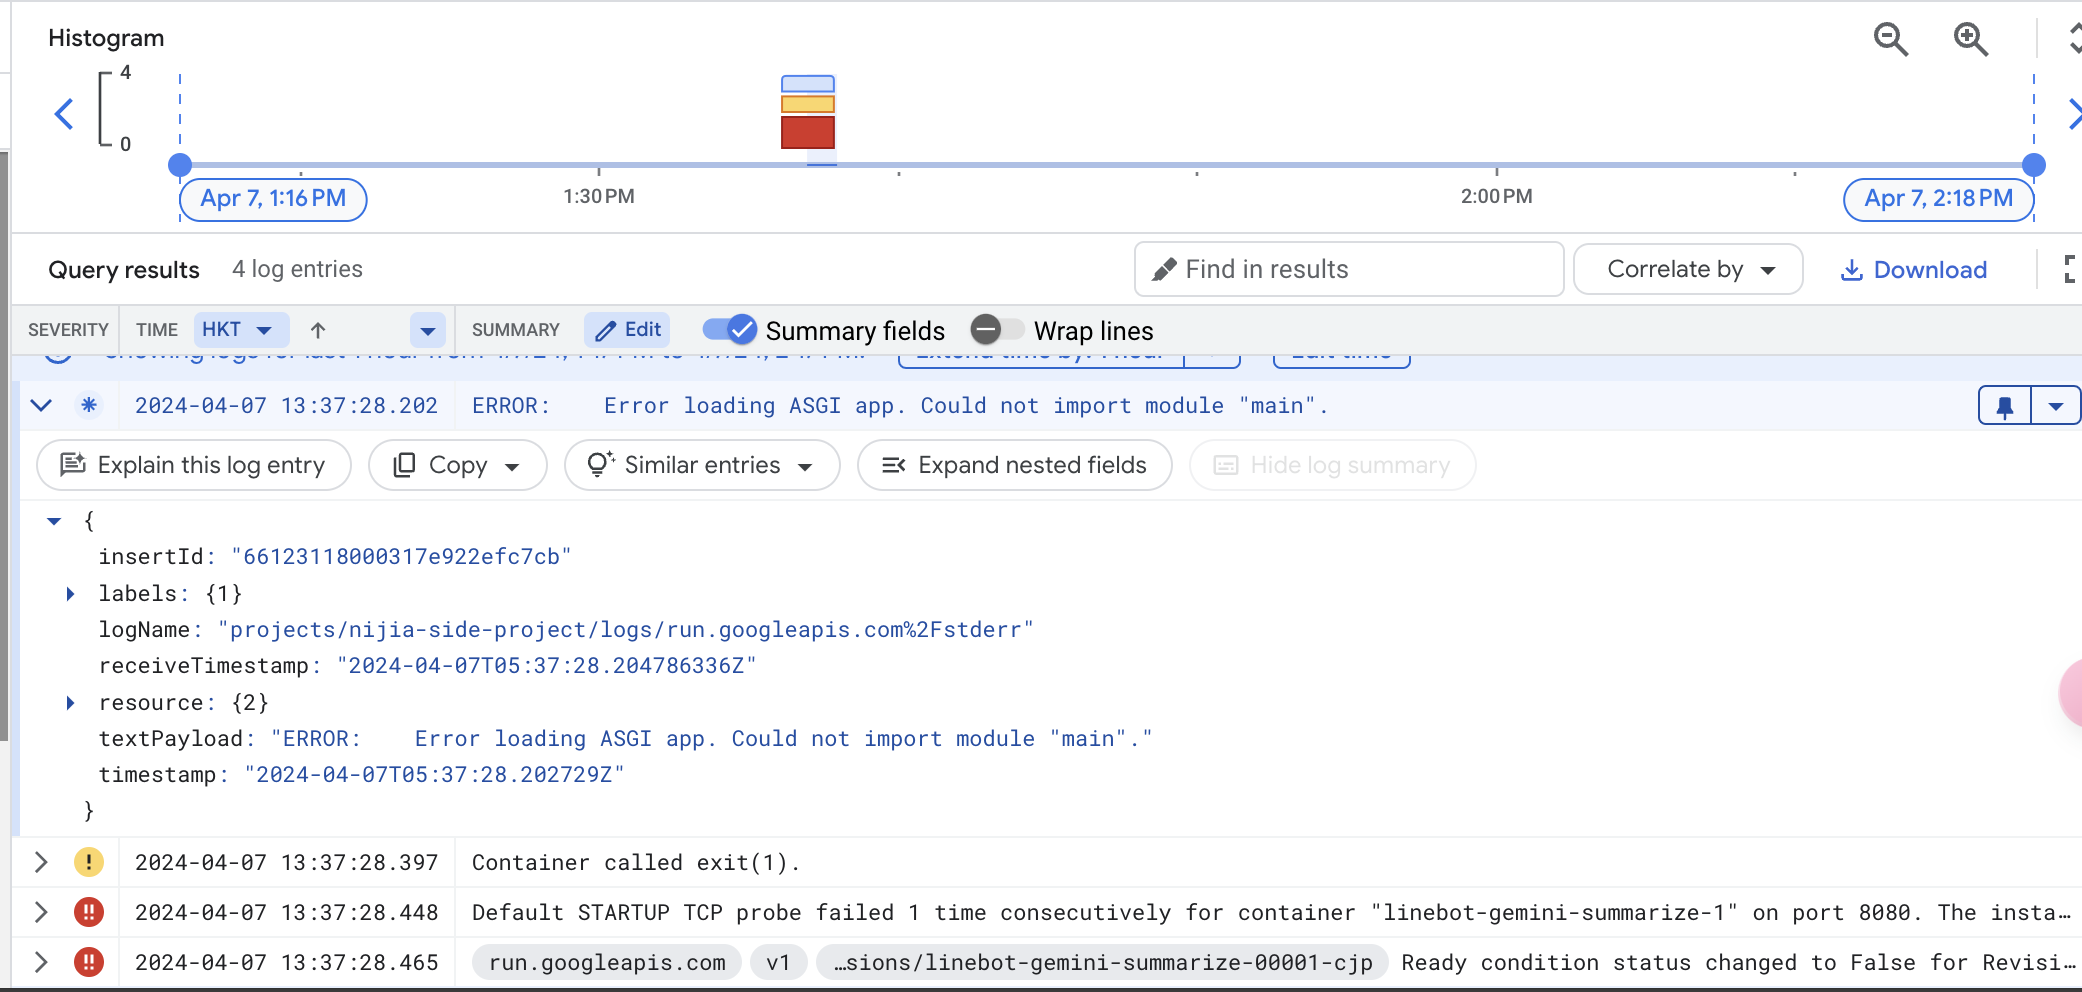 Histogram
4
0
Apr 7, 1:16 PM
1:30 PM
2:00 PM
Apr 7, 2:18 PM
Query results 4 log entries Find in results Correlate by Download
SEVERITY TIME HKT SUMMARY Edit Summary fields Wrap lines
2024-04-07 13:37:28.202 ERROR:    Error loading ASGI app. Could not import module "main".
Explain this log entry Copy Similar entries Expand nested fields Hide log summary
{
insertId: "66123118000317e922efc7cb"
labels: {1}
logName: "projects/nijia-side-project/logs/run.googleapis.com%2Fstderr"
receiveTimestamp: "2024-04-07T05:37:28.204786336Z"
resource: {2}
textPayload: "ERROR:    Error loading ASGI app. Could not import module "main"."
timestamp: "2024-04-07T05:37:28.202729Z"
}
2024-04-07 13:37:28.397 Container called exit(1).
2024-04-07 13:37:28.448 Default STARTUP TCP probe failed 1 time consecutively for container "linebot-gemini-summarize-1" on port 8080. The insta…
2024-04-07 13:37:28.465 run.googleapis.com v1 …sions/linebot-gemini-summarize-00001-cjp Ready condition status changed to False for Revisi…